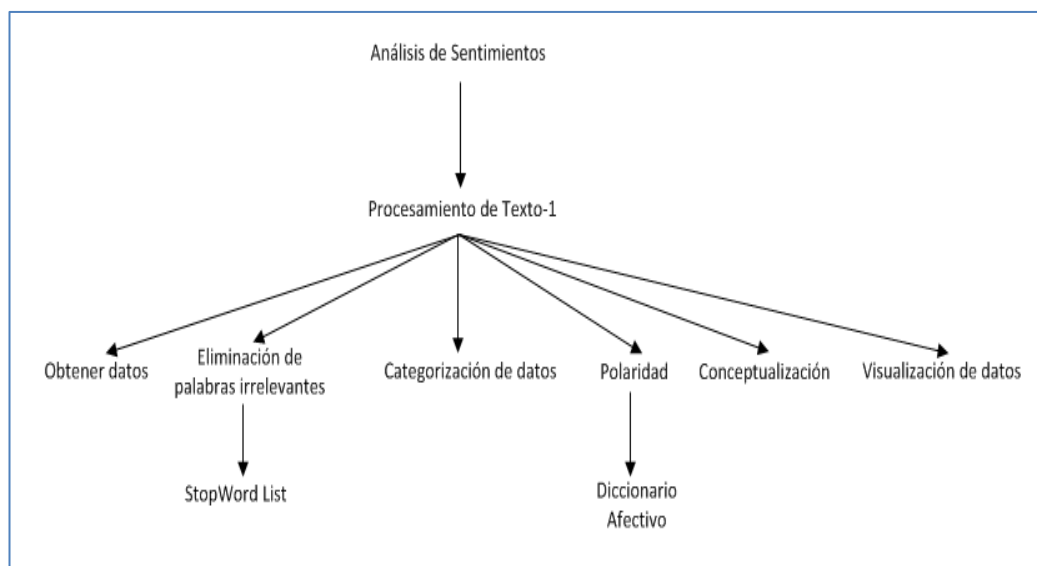 Análisis de Sentimientos
Procesamiento de Texto-1
Obtener datos
Eliminación de
palabras irrelevantes
Categorización de datos
Polaridad
Conceptualización
Visualización de datos
StopWord List
Diccionario
Afectivo